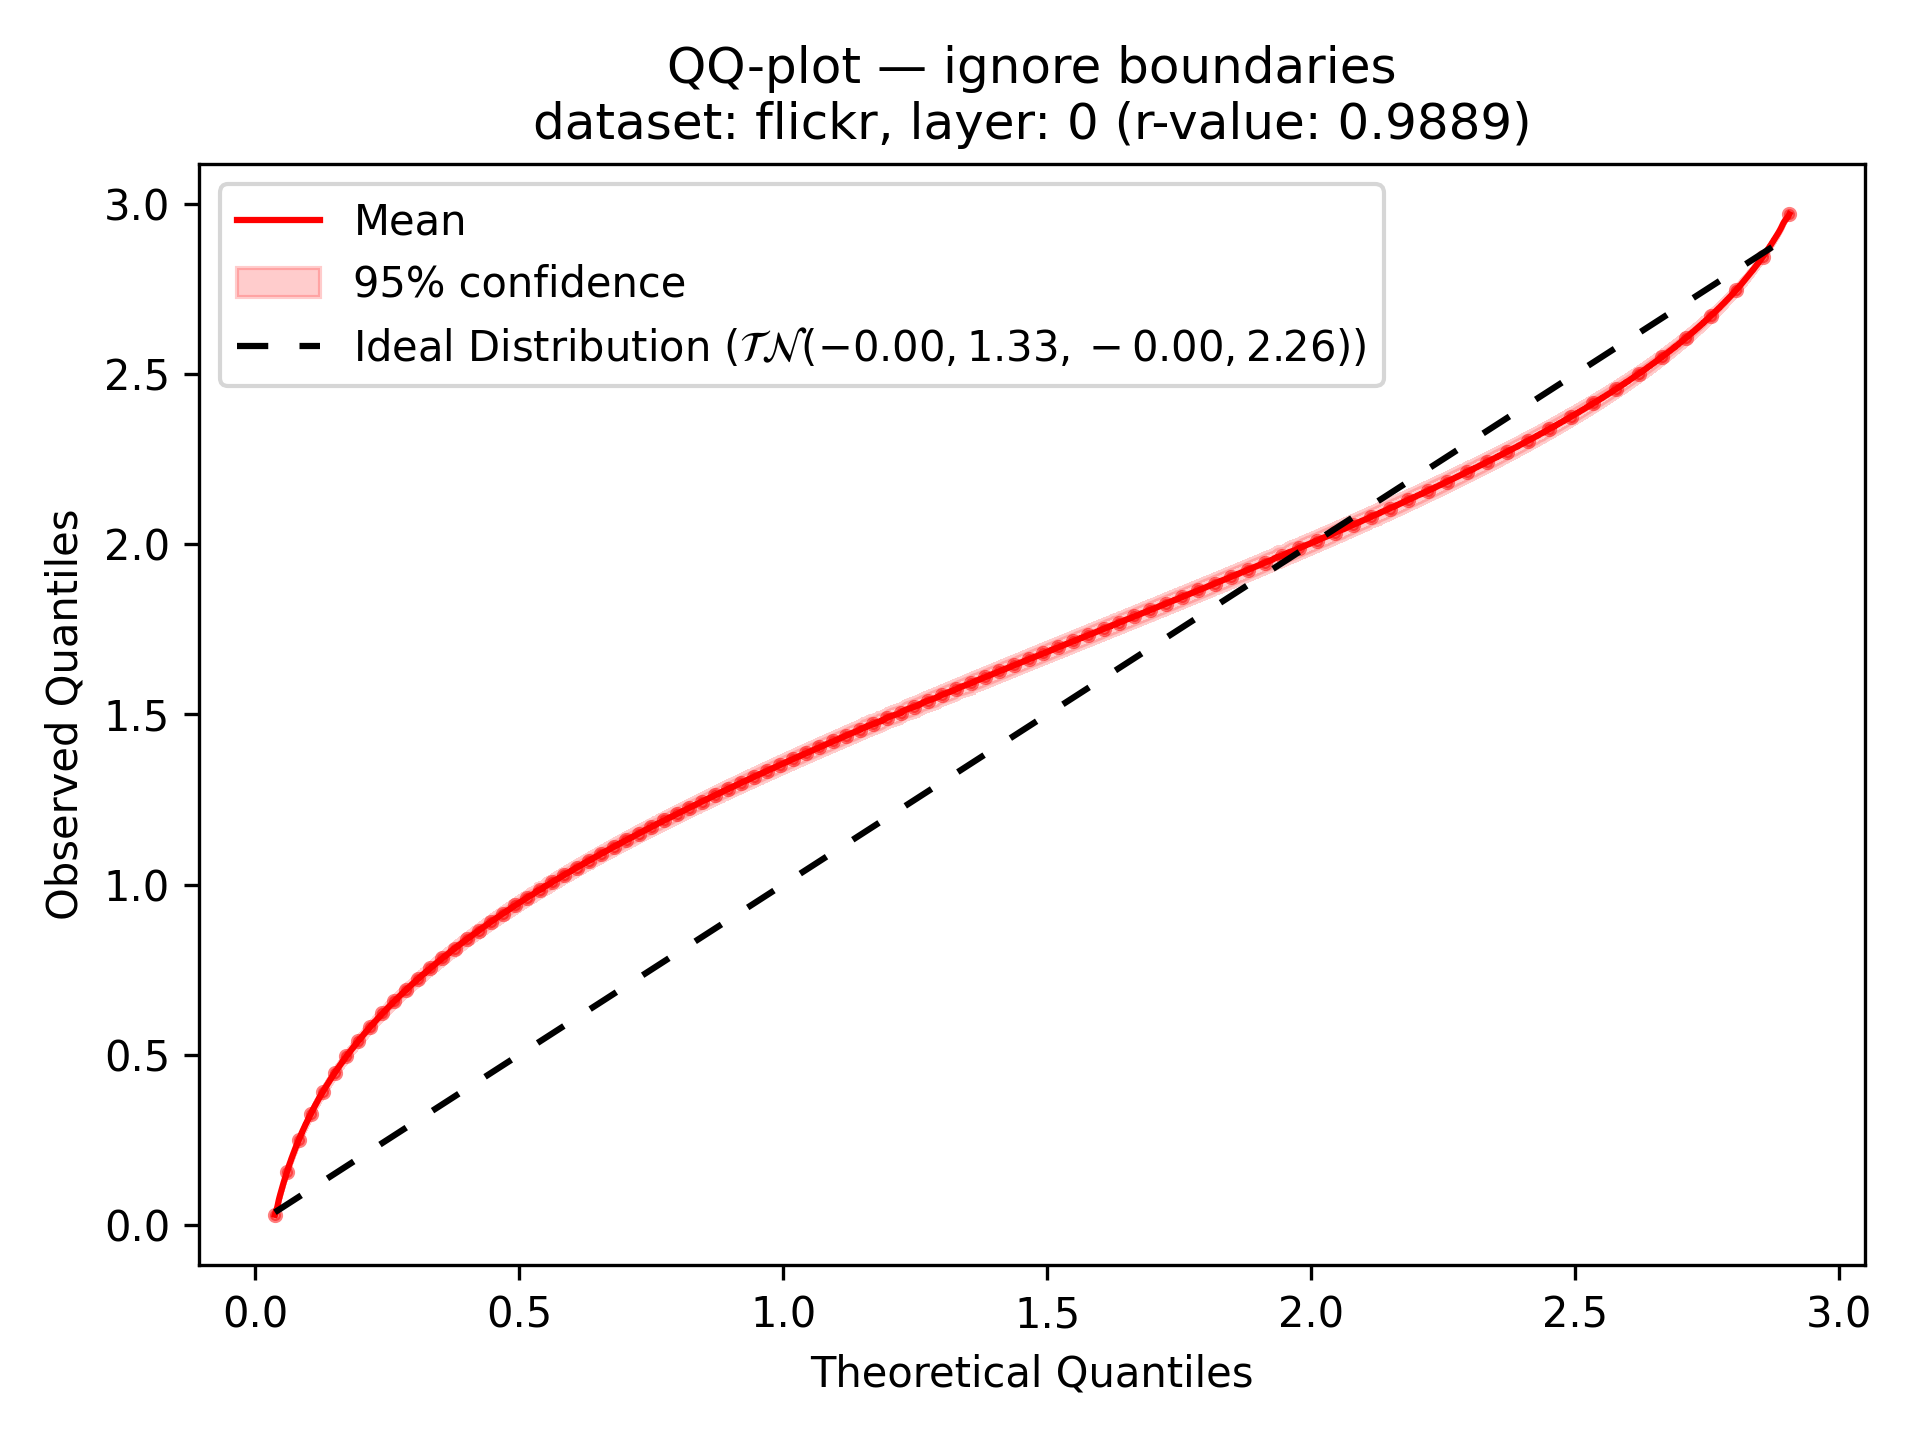 QQ-plot — ignore boundaries
dataset: flickr, layer: 0 (r-value: 0.9889)
Mean
95% confidence
Ideal Distribution (𝒯𝒩(−0.00, 1.33, −0.00, 2.26))
3.0
2.5
2.0
1.5
1.0
0.5
0.0
Observed Quantiles
0.0 0.5 1.0 1.5 2.0 2.5 3.0
Theoretical Quantiles